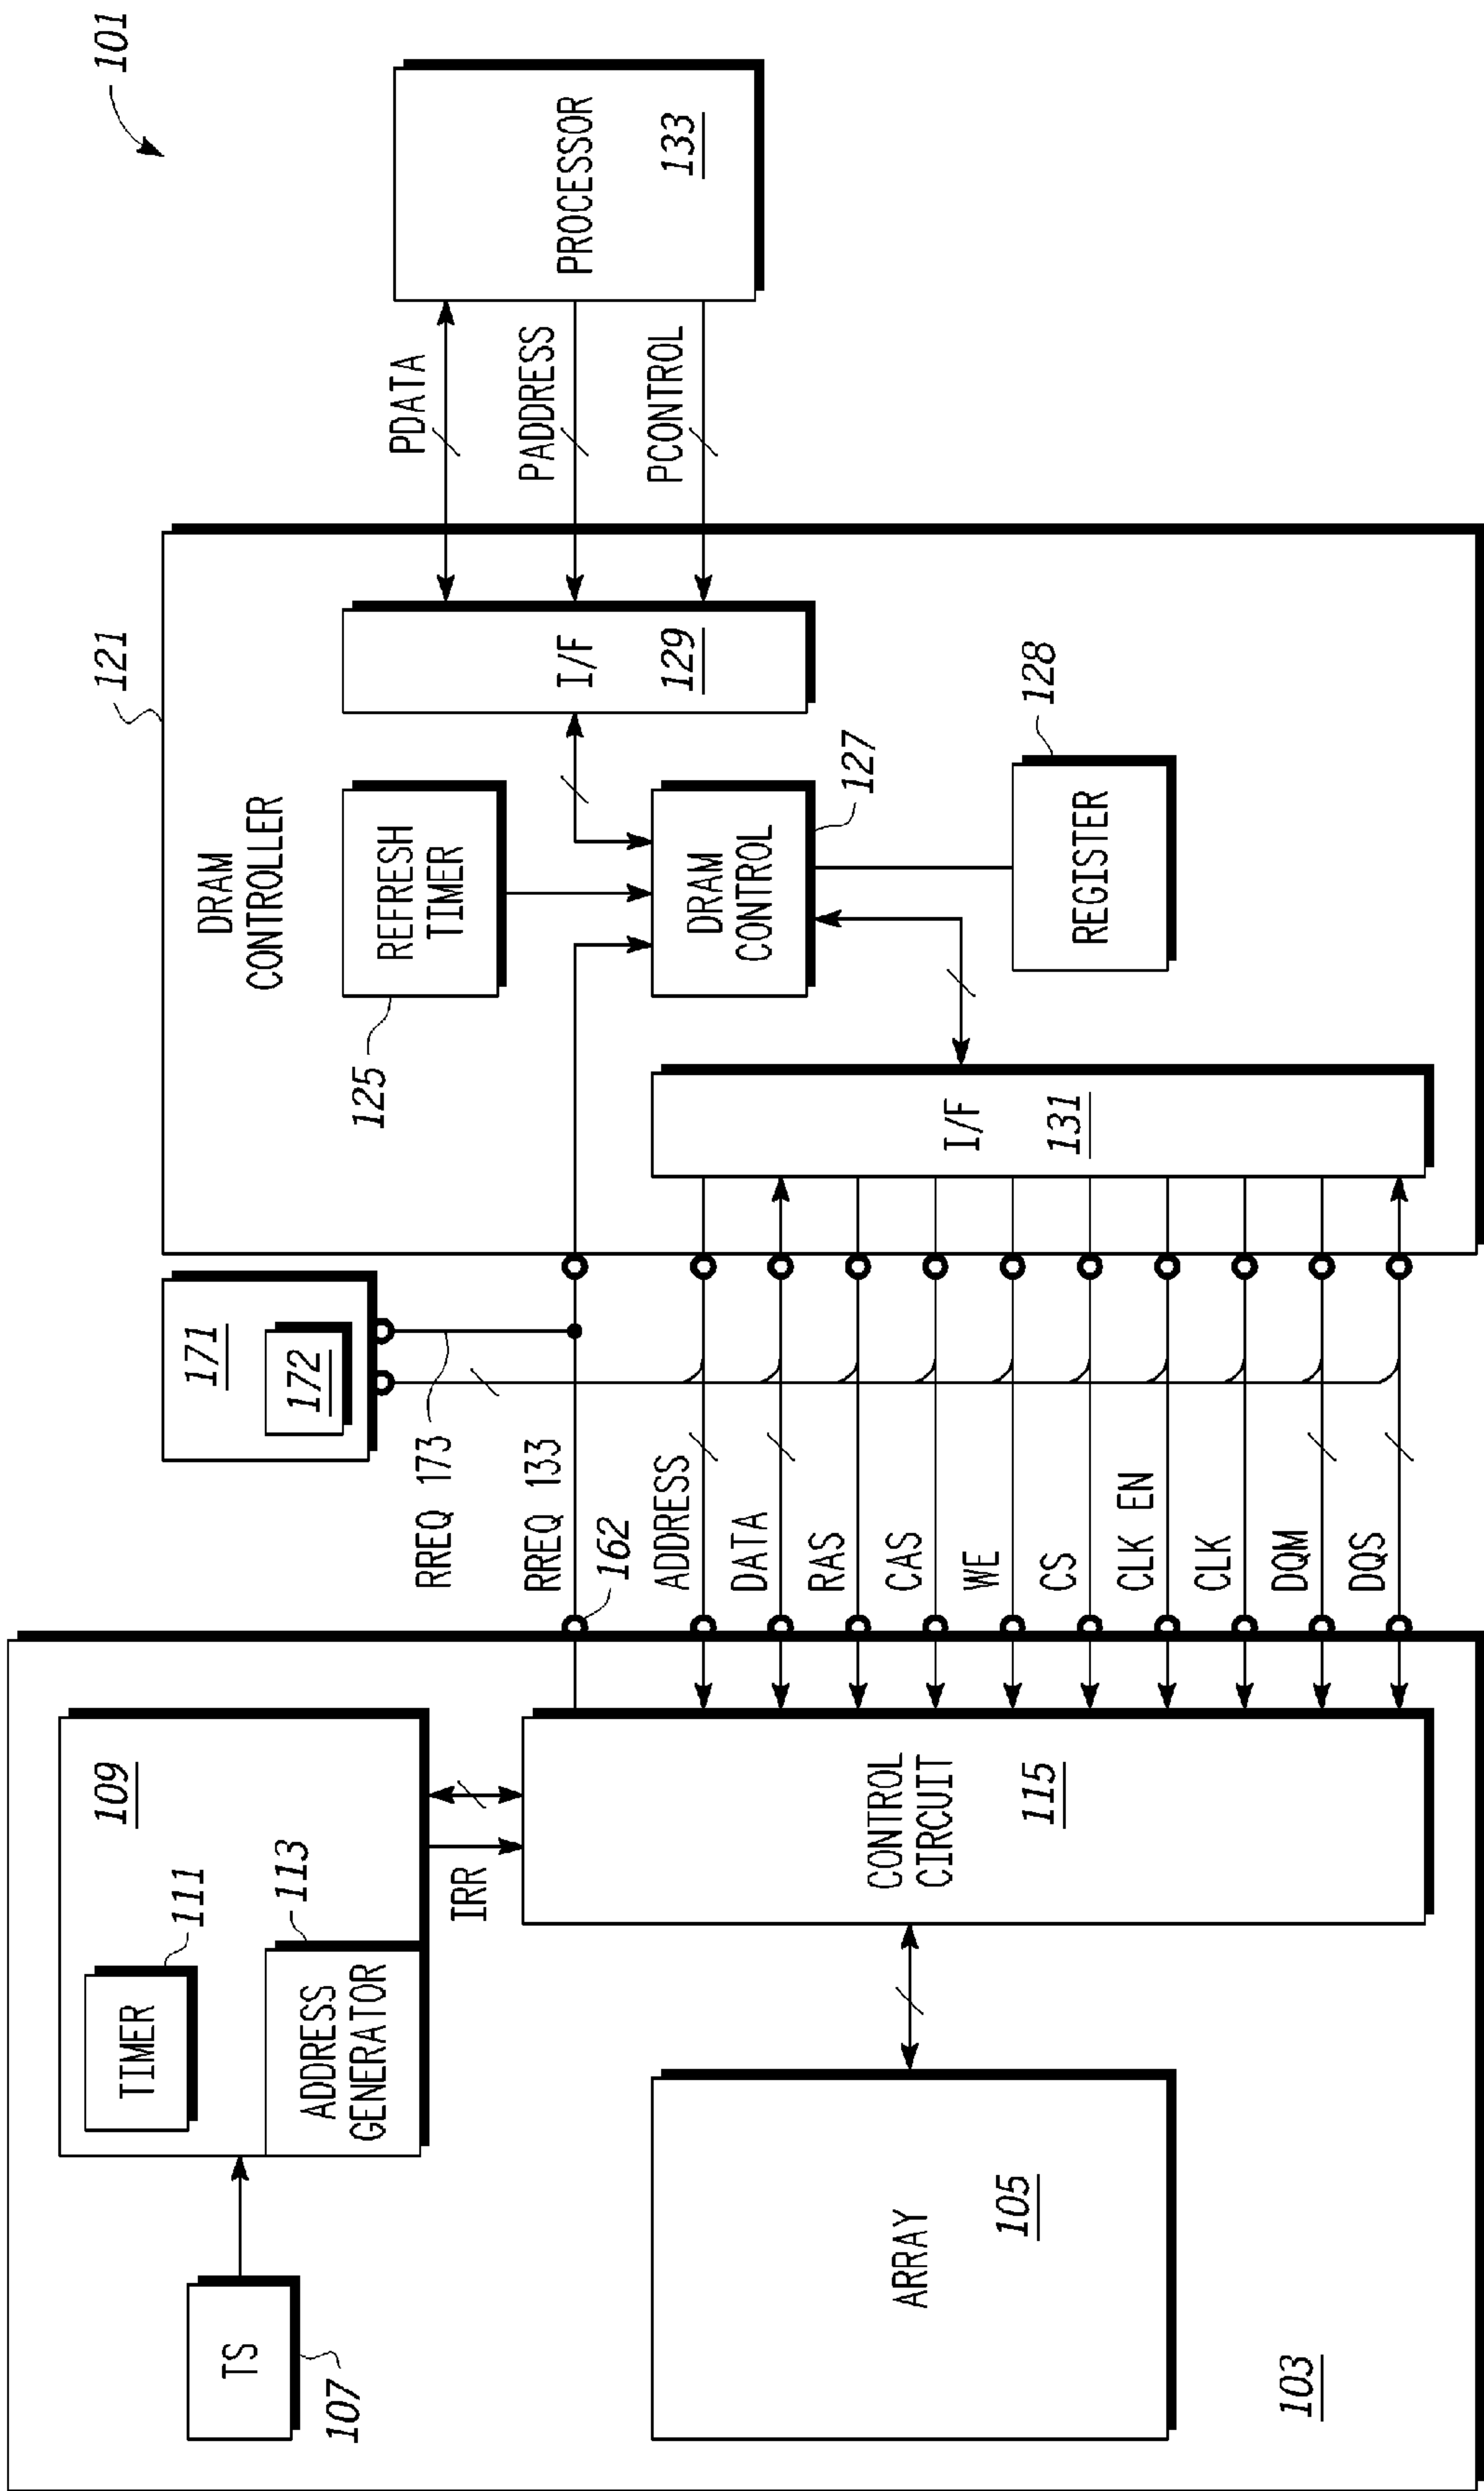 101
121
DRAM
CONTROLLER
PROCESSOR
133
PDATA
PADDRESS
PCONTROL
I/F
129
REFRESH
TIMER
125
DRAM
CONTROL
127
REGISTER
128
I/F
131
171
172
RREQ 173
RREQ 133
162
ADDRESS
DATA
RAS
CAS
WE
CS
CLK EN
CLK
DQM
DQS
109
TIMER
111
ADDRESS
GENERATOR
113
IRR
CONTROL
CIRCUIT
115
TS
107
ARRAY
105
103